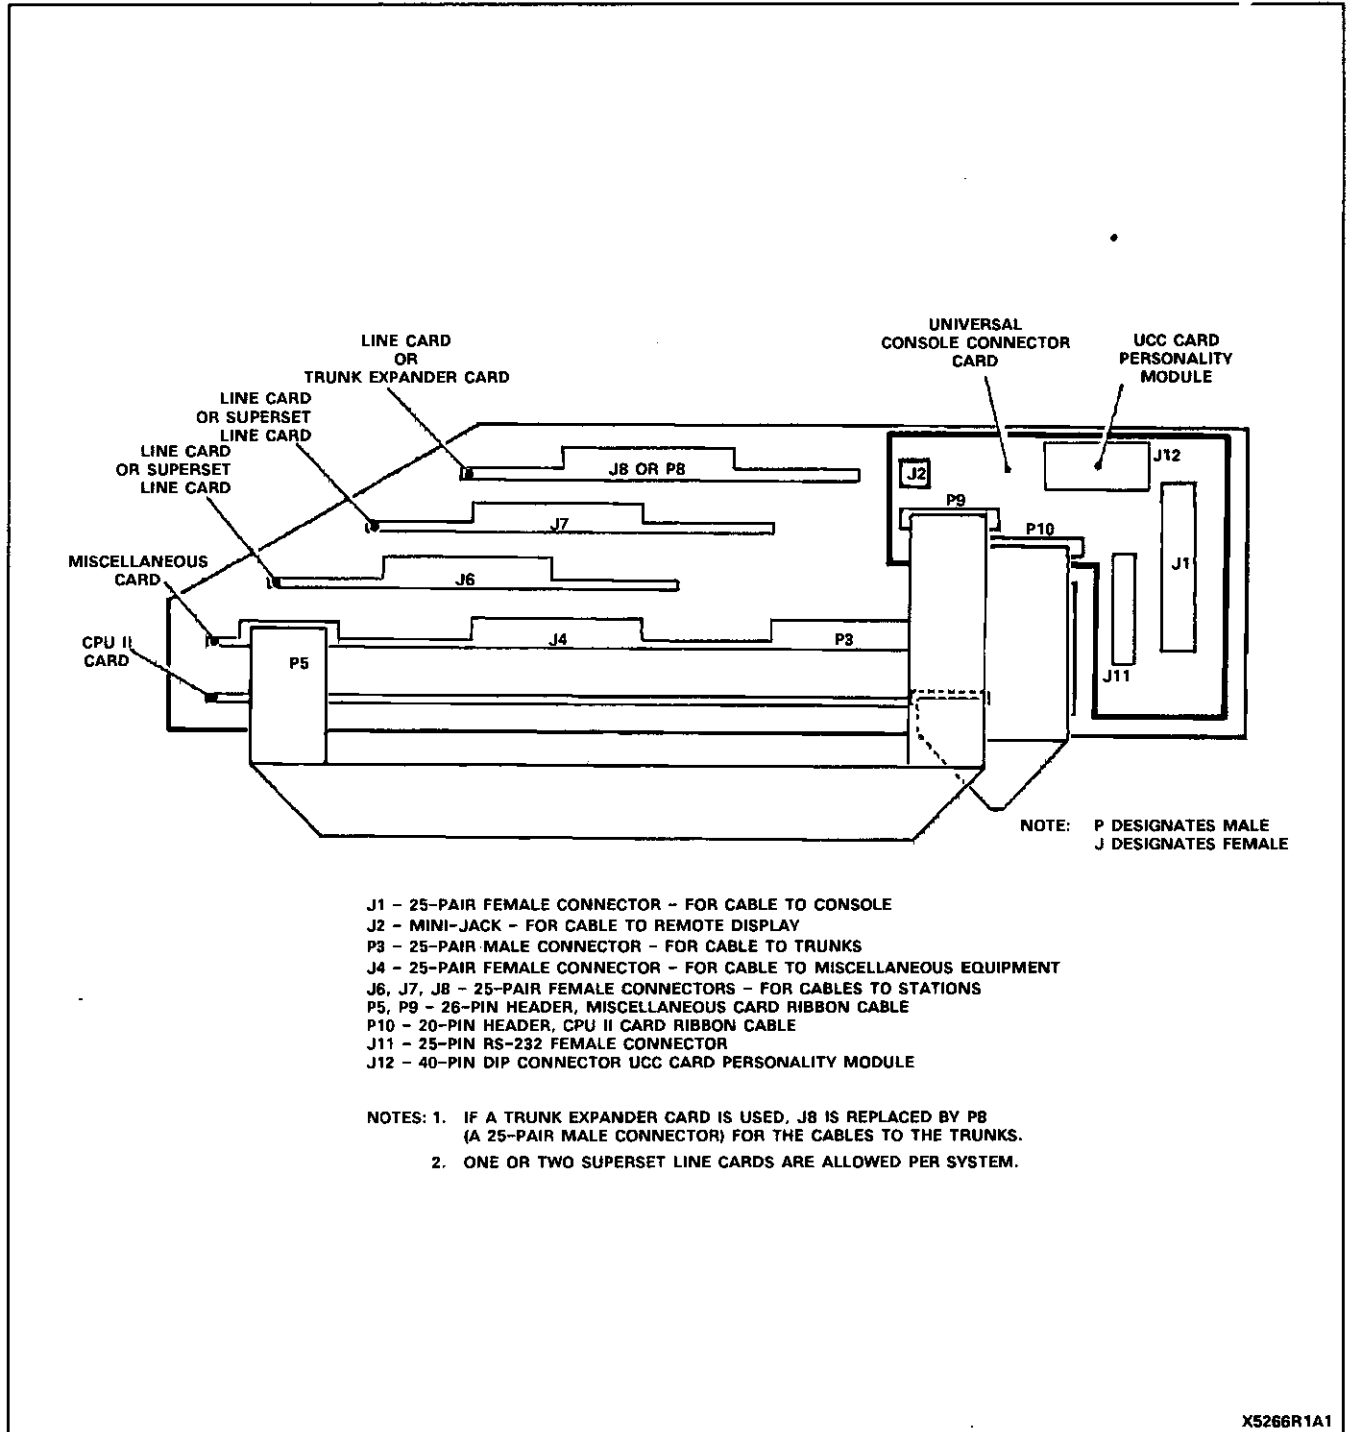 LINE CARD
OR
TRUNK EXPANDER CARD
LINE CARD
OR SUPERSET
LINE CARD
LINE CARD
OR SUPERSET
LINE CARD
MISCELLANEOUS
CARD
CPU II
CARD
UNIVERSAL
CONSOLE CONNECTOR
CARD
UCC CARD
PERSONALITY
MODULE
J8 OR P8
J7
J6
J4
P3
P5
J2
P9
P10
J12
J1
J11
NOTE: P DESIGNATES MALE
J DESIGNATES FEMALE
J1 - 25-PAIR FEMALE CONNECTOR - FOR CABLE TO CONSOLE
J2 - MINI-JACK - FOR CABLE TO REMOTE DISPLAY
P3 - 25-PAIR MALE CONNECTOR - FOR CABLE TO TRUNKS
J4 - 25-PAIR FEMALE CONNECTOR - FOR CABLE TO MISCELLANEOUS EQUIPMENT
J6, J7, J8 - 25-PAIR FEMALE CONNECTORS - FOR CABLES TO STATIONS
P5, P9 - 26-PIN HEADER, MISCELLANEOUS CARD RIBBON CABLE
P10 - 20-PIN HEADER, CPU II CARD RIBBON CABLE
J11 - 25-PIN RS-232 FEMALE CONNECTOR
J12 - 40-PIN DIP CONNECTOR UCC CARD PERSONALITY MODULE
NOTES: 1. IF A TRUNK EXPANDER CARD IS USED, J8 IS REPLACED BY P8
(A 25-PAIR MALE CONNECTOR) FOR THE CABLES TO THE TRUNKS.
2. ONE OR TWO SUPERSET LINE CARDS ARE ALLOWED PER SYSTEM.
X5266R1A1